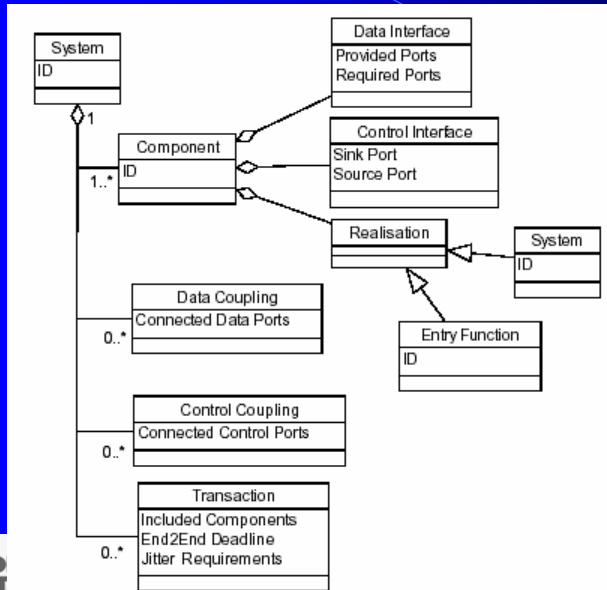 System
ID
1
Component
ID
1..*
Data Interface
Provided Ports
Required Ports
Control Interface
Sink Port
Source Port
Realisation
System
ID
Entry Function
ID
Data Coupling
Connected Data Ports
0..*
Control Coupling
Connected Control Ports
0..*
Transaction
Included Components
End2End Deadline
Jitter Requirements
0..*